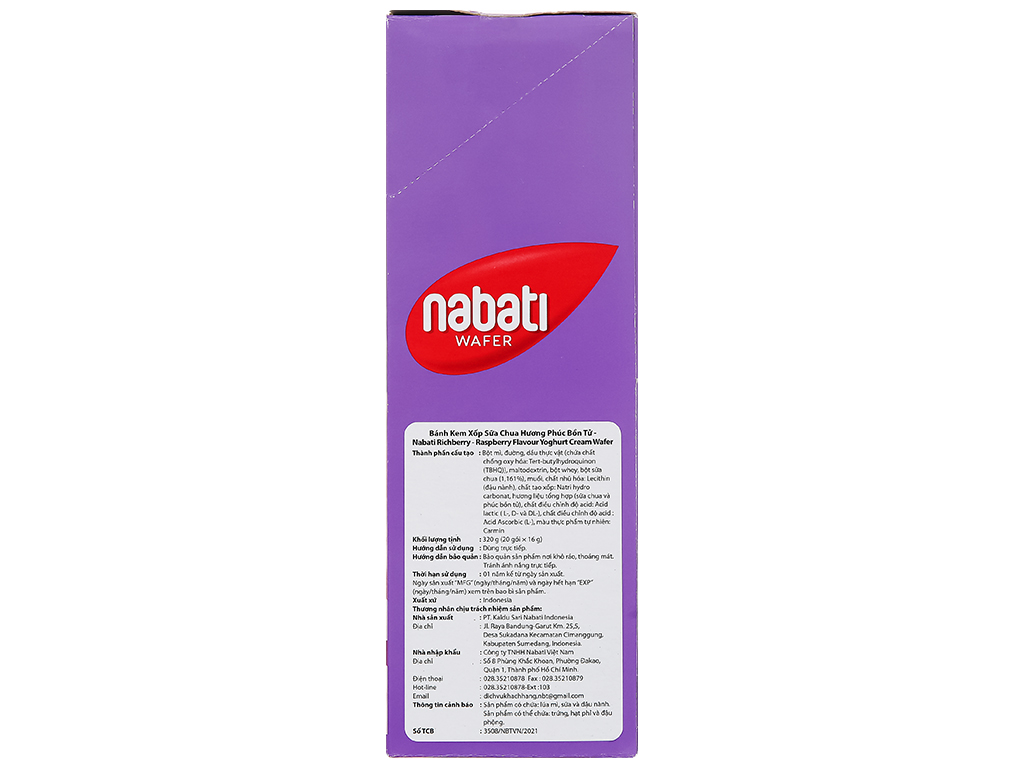 nabati
WAFER
Bánh Kem Xốp Sữa Chua Hương Phúc Bồn Tử -
Nabati Richberry - Raspberry Flavour Yoghurt Cream Wafer
Thành phần cấu tạo : Bột mì, đường, dầu thực vật (chứa chất
chống oxy hóa: Tert-butylhydroquinon
(TBHQ)), maltodextrin, bột whey, bột sữa
chua (1,161%), muối, chất nhũ hóa: Lecithin
(đậu nành), chất tạo xốp: Natri hydro
carbonat, hương liệu tổng hợp (sữa chua và
phúc bồn tử), chất điều chỉnh độ acid: Acid
lactic ( L-, D- và DL-), chất điều chỉnh độ acid :
Acid Ascorbic (L-), màu thực phẩm tự nhiên:
Carmin
Khối lượng tịnh : 320 g (20 gói × 16 g)
Hướng dẫn sử dụng : Dùng trực tiếp.
Hướng dẫn bảo quản : Bảo quản sản phẩm nơi khô ráo, thoáng mát.
Tránh ánh nắng trực tiếp.
Thời hạn sử dụng : 01 năm kể từ ngày sản xuất.
Ngày sản xuất "MFG" (ngày/tháng/năm) và ngày hết hạn "EXP"
(ngày/tháng/năm) xem trên bao bì sản phẩm.
Xuất xứ : Indonesia
Thương nhân chịu trách nhiệm sản phẩm:
Nhà sản xuất : PT. Kaldu Sari Nabati Indonesia
Địa chỉ : Jl. Raya Bandung-Garut Km. 25,5,
Desa Sukadana Kecamatan Cimanggung,
Kabupaten Sumedang, Indonesia.
Nhà nhập khẩu : Công ty TNHH Nabati Việt Nam
Địa chỉ : Số 8 Phùng Khắc Khoan, Phường Đakao,
Quận 1, Thành phố Hồ Chí Minh.
Điện thoại : 028.35210878 Fax : 028.35210879
Hot-line : 028.35210878-Ext :103
Email : dichvukhachhang.nbt@gmail.com
Thông tin cảnh báo : Sản phẩm có chứa: lúa mì, sữa và đậu nành.
Sản phẩm có thể chứa: trứng, hạt phỉ và đậu
phộng.
Số TCB : 3508/NBTVN/2021